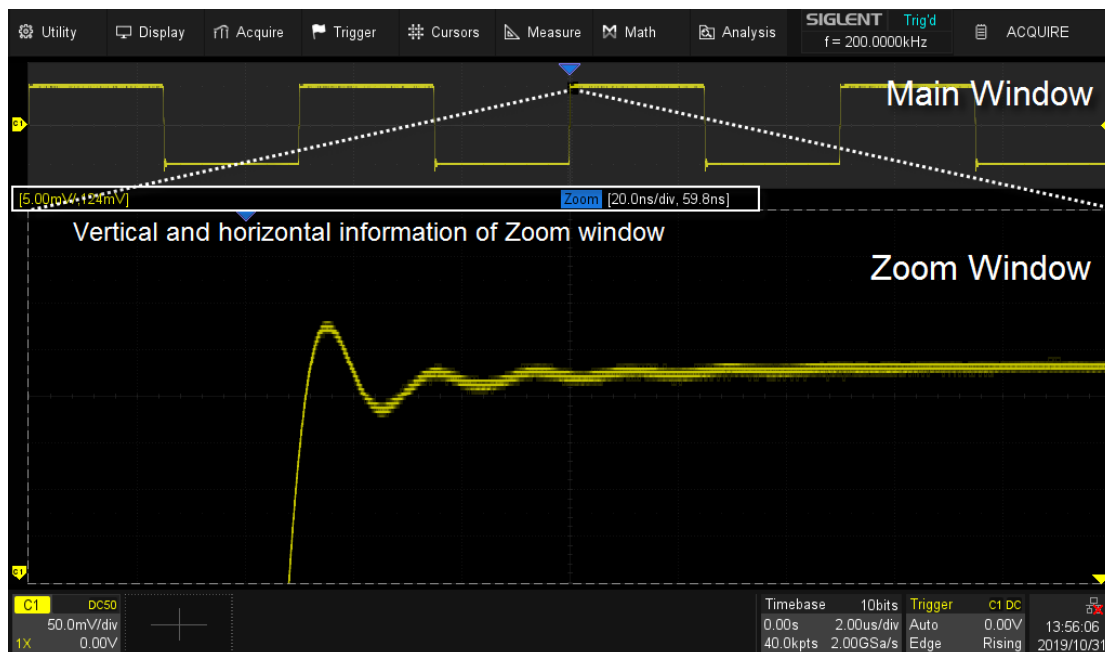 Utility Display Acquire Trigger Cursors Measure Math Analysis SIGLENT Trig'd ACQUIRE
f = 200.0000kHz
Main Window
C1
[5.00mV/,124mV] Zoom [20.0ns/div, 59.8ns]
Vertical and horizontal information of Zoom window
Zoom Window
C1
C1 DC50 Timebase 10bits Trigger C1 DC
50.0mV/div 0.00s 2.00us/div Auto 0.00V 13:56:06
1X 0.00V 40.0kpts 2.00GSa/s Edge Rising 2019/10/31